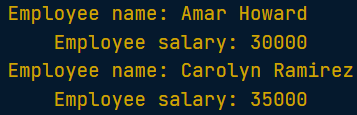 Employee name: Amar Howard
    Employee salary: 30000
Employee name: Carolyn Ramirez
    Employee salary: 35000